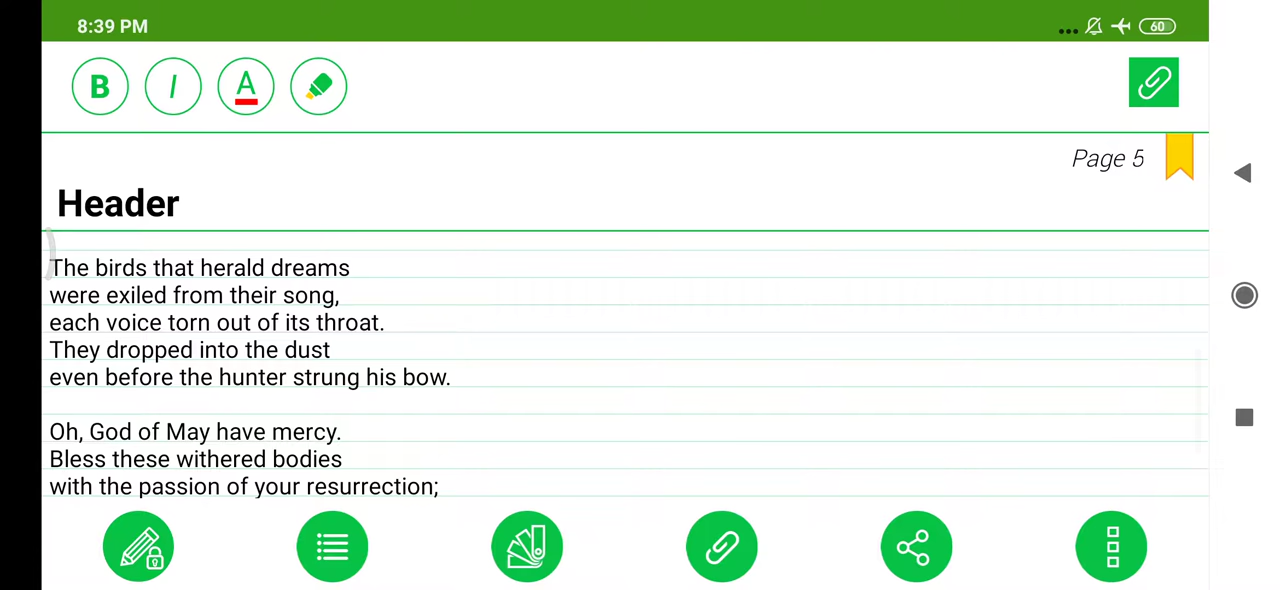 8:39 PM
60
B I A
Page 5
Header
The birds that herald dreams
were exiled from their song,
each voice torn out of its throat.
They dropped into the dust
even before the hunter strung his bow.
Oh, God of May have mercy.
Bless these withered bodies
with the passion of your resurrection;